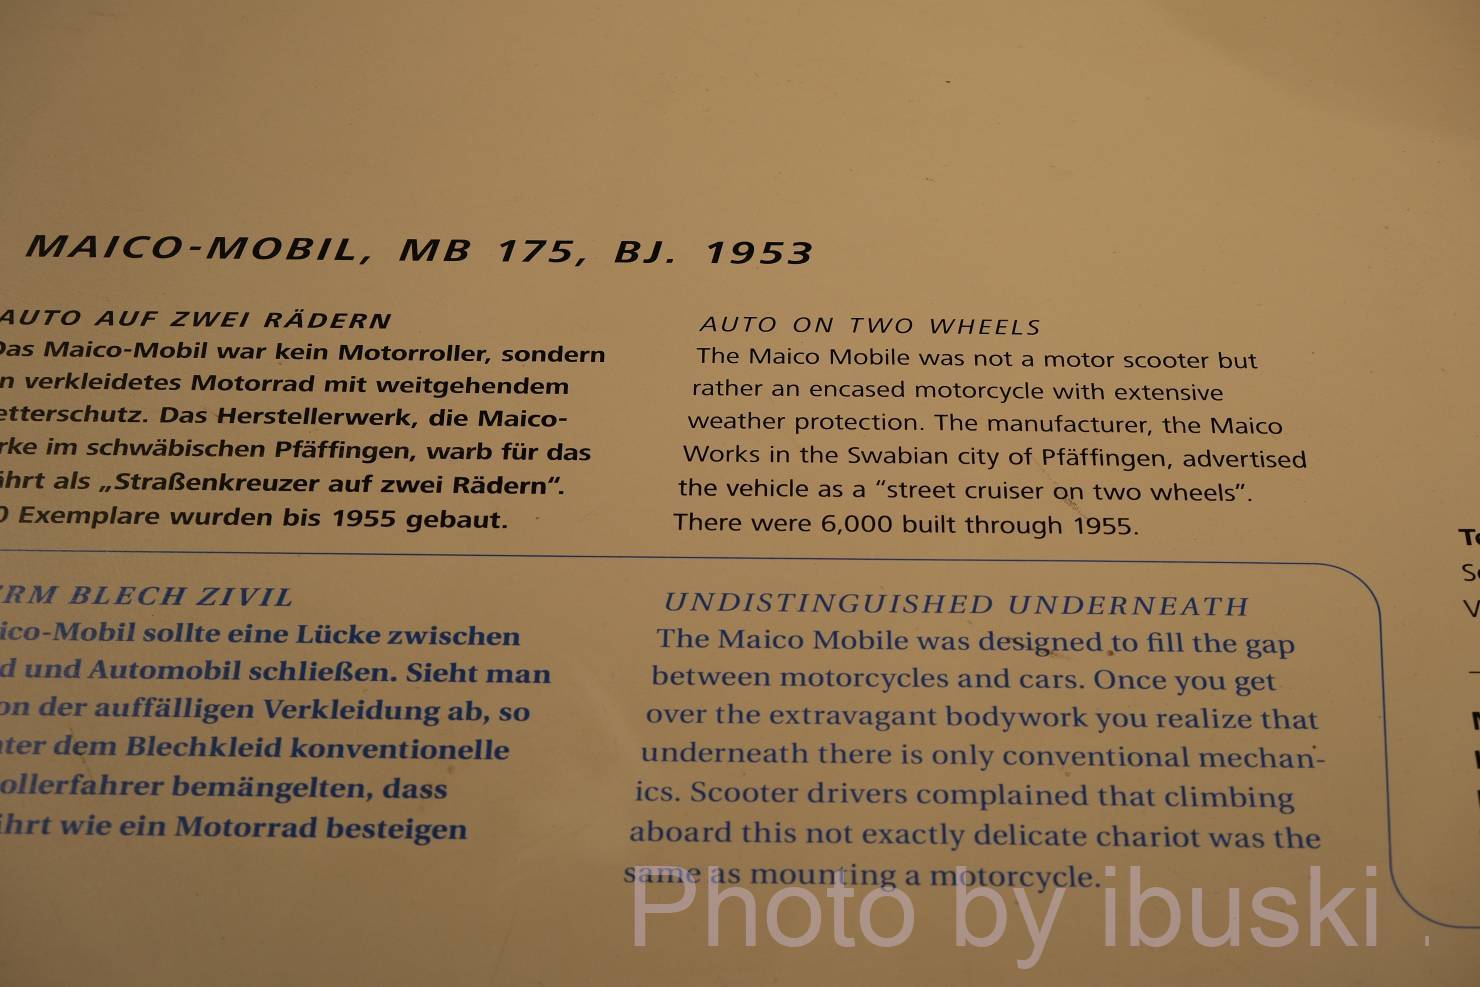 MAICO-MOBIL, MB 175, BJ. 1953
AUTO AUF ZWEI RÄDERN
Das Maico-Mobil war kein Motorroller, sondern
verkleidetes Motorrad mit weitgehendem
etterschutz. Das Herstellerwerk, die Maico-
rke im schwäbischen Pfäffingen, warb für das
ährt als „Straßenkreuzer auf zwei Rädern“.
0 Exemplare wurden bis 1955 gebaut.
AUTO ON TWO WHEELS
The Maico Mobile was not a motor scooter but
rather an encased motorcycle with extensive
weather protection. The manufacturer, the Maico
Works in the Swabian city of Pfäffingen, advertised
the vehicle as a “street cruiser on two wheels”.
There were 6,000 built through 1955.
RM BLECH ZIVIL
ico-Mobil sollte eine Lücke zwischen
d und Automobil schließen. Sieht man
on der auffälligen Verkleidung ab, so
nter dem Blechkleid konventionelle
ollerfahrer bemängelten, dass
ährt wie ein Motorrad besteigen
UNDISTINGUISHED UNDERNEATH
The Maico Mobile was designed to fill the gap
between motorcycles and cars. Once you get
over the extravagant bodywork you realize that
underneath there is only conventional mechan-
ics. Scooter drivers complained that climbing
aboard this not exactly delicate chariot was the
same as mounting a motorcycle.
Photo by ibuski